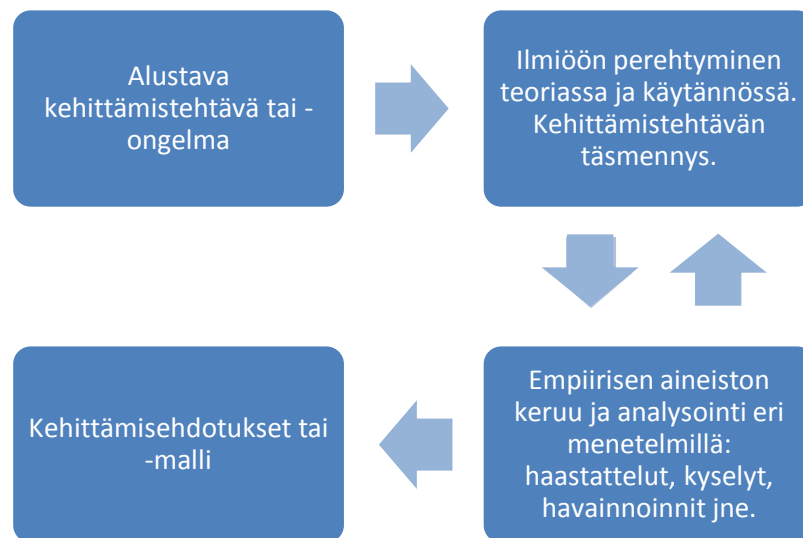 Alustava
kehittämistehtävä tai -
ongelma
Ilmiöön perehtyminen
teoriassa ja käytännössä.
Kehittämistehtävän
täsmennys.
Kehittämisehdotukset tai
-malli
Empiirisen aineiston
keruu ja analysointi eri
menetelmillä:
haastattelut, kyselyt,
havainnoinnit jne.